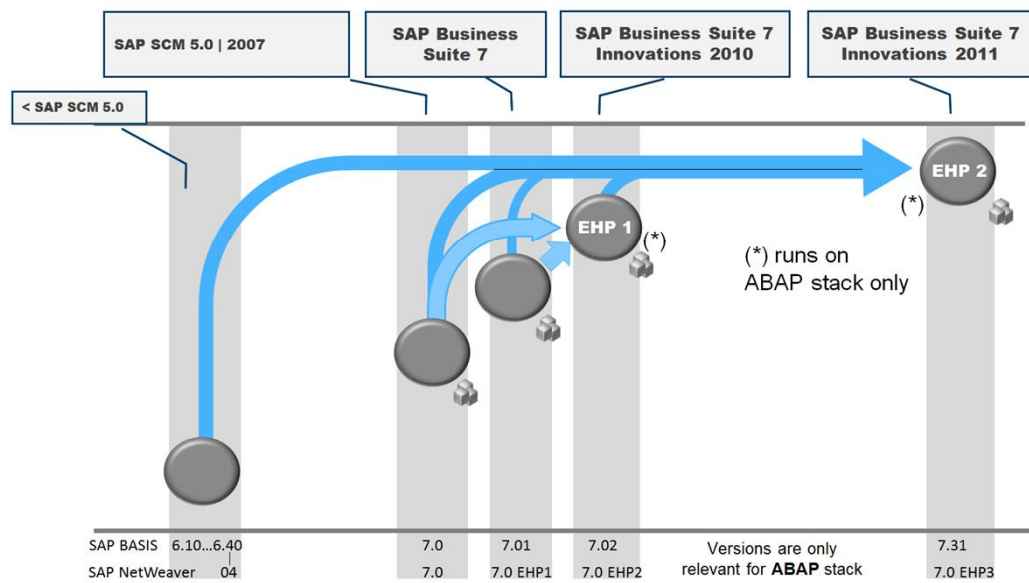 SAP SCM 5.0 | 2007
SAP Business
Suite 7
SAP Business Suite 7
Innovations 2010
SAP Business Suite 7
Innovations 2011
< SAP SCM 5.0
EHP 2
(*)
EHP 1
(*)
(*) runs on
ABAP stack only
SAP BASIS 6.10...6.40 7.0 7.01 7.02 Versions are only 7.31
SAP NetWeaver 04 7.0 7.0 EHP1 7.0 EHP2 relevant for ABAP stack 7.0 EHP3